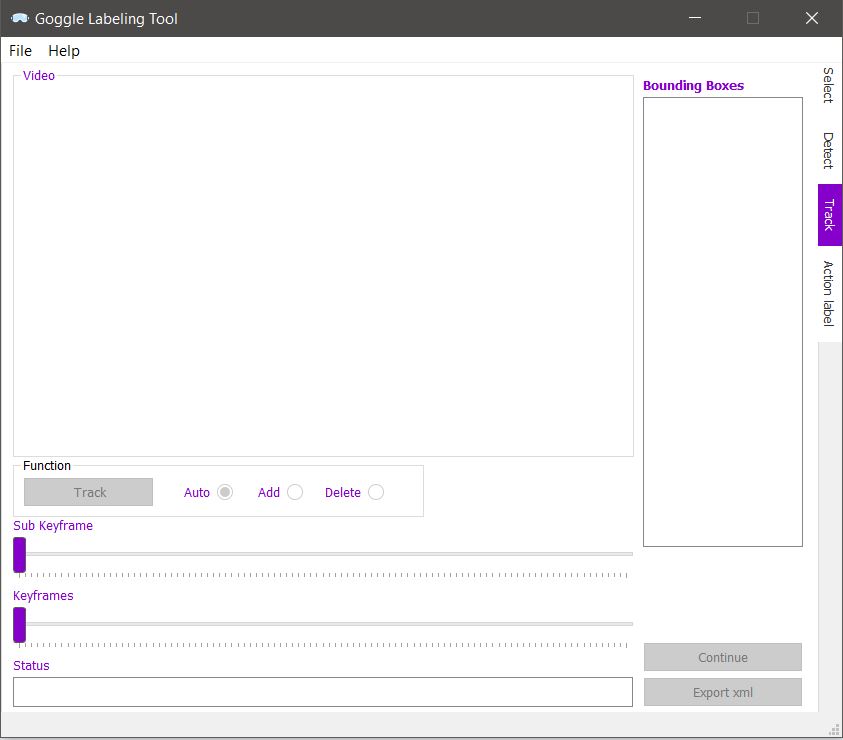 Goggle Labeling Tool
File Help
Video
Bounding Boxes
Select
Detect
Track
Action label
Function
Track Auto Add Delete
Sub Keyframe
Keyframes
Status
Continue
Export xml